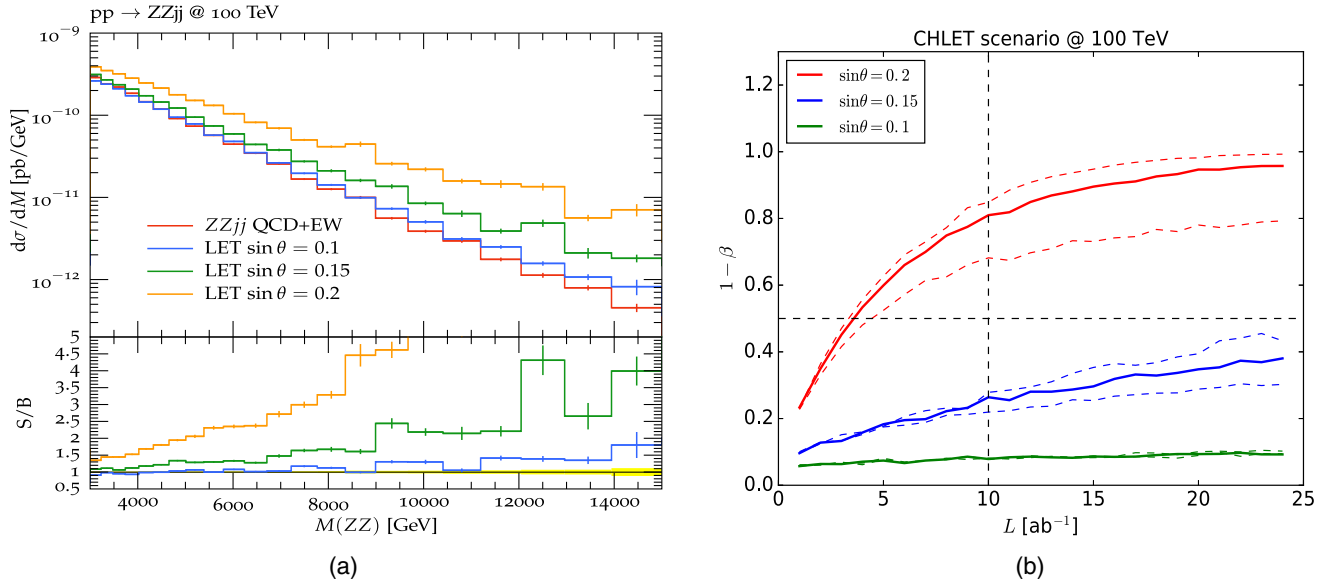 pp → ZZjj @ 100 TeV
10⁻⁹
10⁻¹⁰
10⁻¹¹
10⁻¹²
dσ/dM [pb/GeV]
ZZjj QCD+EW
LET sin θ = 0.1
LET sin θ = 0.15
LET sin θ = 0.2
5
4.5
4
3.5
3
2.5
2
1.5
1
0.5
S/B
4000 6000 8000 10000 12000 14000
M(ZZ) [GeV]
(a)
CHLET scenario @ 100 TeV
sinθ = 0.2
sinθ = 0.15
sinθ = 0.1
1.2
1.0
0.8
0.6
0.4
0.2
0.0
1 − β
0 5 10 15 20 25
L [ab⁻¹]
(b)